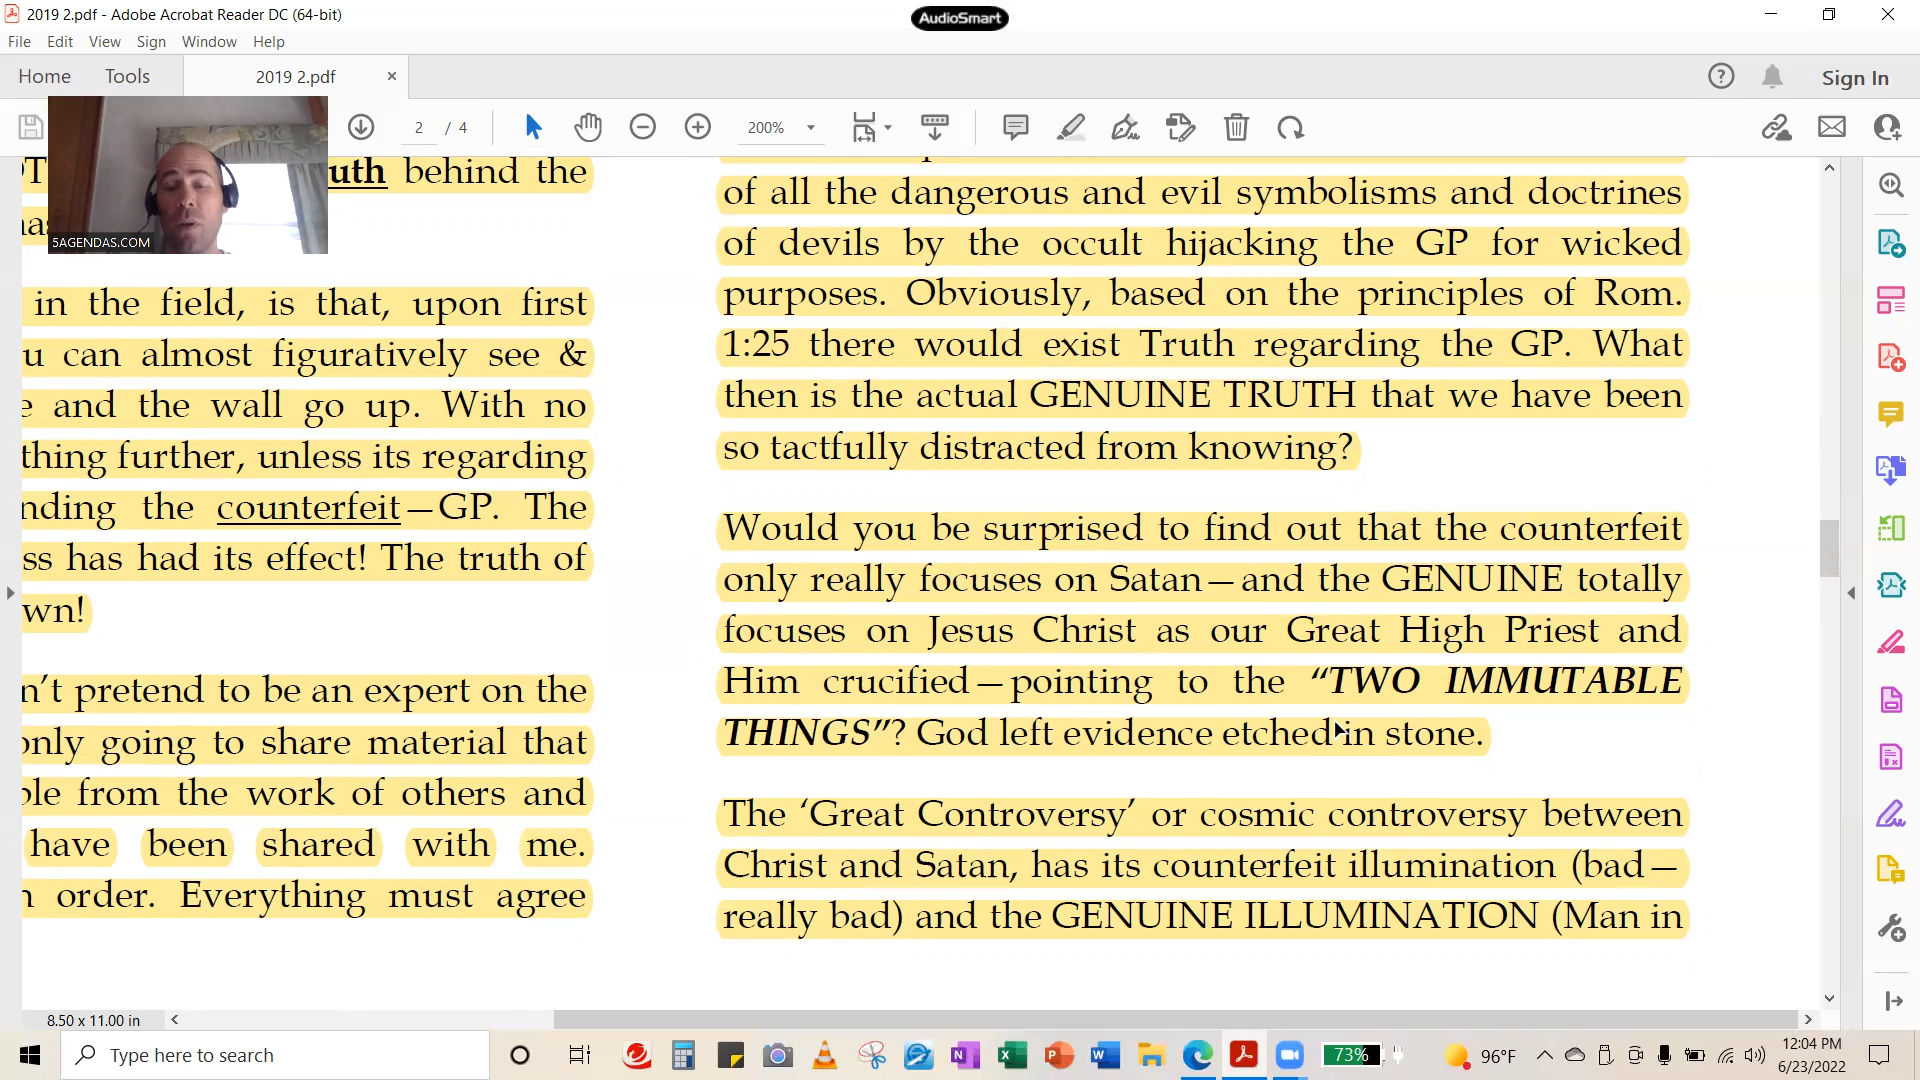 2019 2.pdf - Adobe Acrobat Reader DC (64-bit)
AudioSmart
File Edit View Sign Window Help
Home Tools 2019 2.pdf
Sign In
2 / 4
200%
5AGENDAS.COM
uth behind the
in the field, is that, upon first
can almost figuratively see &
and the wall go up. With no
thing further, unless its regarding
the counterfeit—GP. The
has had its effect! The truth of
pretend to be an expert on the
only going to share material that
from the work of others and
have been shared with me.
order. Everything must agree
of all the dangerous and evil symbolisms and doctrines
of devils by the occult hijacking the GP for wicked
purposes. Obviously, based on the principles of Rom.
1:25 there would exist Truth regarding the GP. What
then is the actual GENUINE TRUTH that we have been
so tactfully distracted from knowing?
Would you be surprised to find out that the counterfeit
only really focuses on Satan—and the GENUINE totally
focuses on Jesus Christ as our Great High Priest and
Him crucified—pointing to the “TWO IMMUTABLE
THINGS”? God left evidence etched in stone.
The ‘Great Controversy’ or cosmic controversy between
Christ and Satan, has its counterfeit illumination (bad—
really bad) and the GENUINE ILLUMINATION (Man in
8.50 x 11.00 in
Type here to search
73%
96°F
12:04 PM
6/23/2022